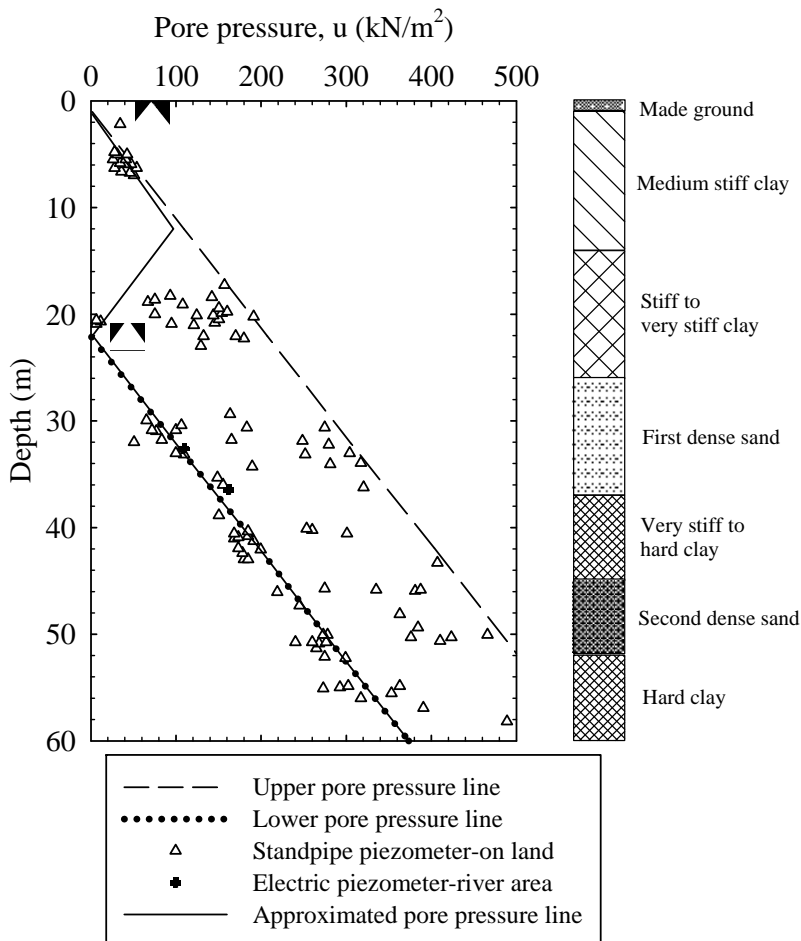 Pore pressure, u (kN/m²)
0 100 200 300 400 500
Depth (m)
0
10
20
30
40
50
60
Made ground
Medium stiff clay
Stiff to
very stiff clay
First dense sand
Very stiff to
hard clay
Second dense sand
Hard clay
Upper pore pressure line
Lower pore pressure line
Standpipe piezometer-on land
Electric piezometer-river area
Approximated pore pressure line